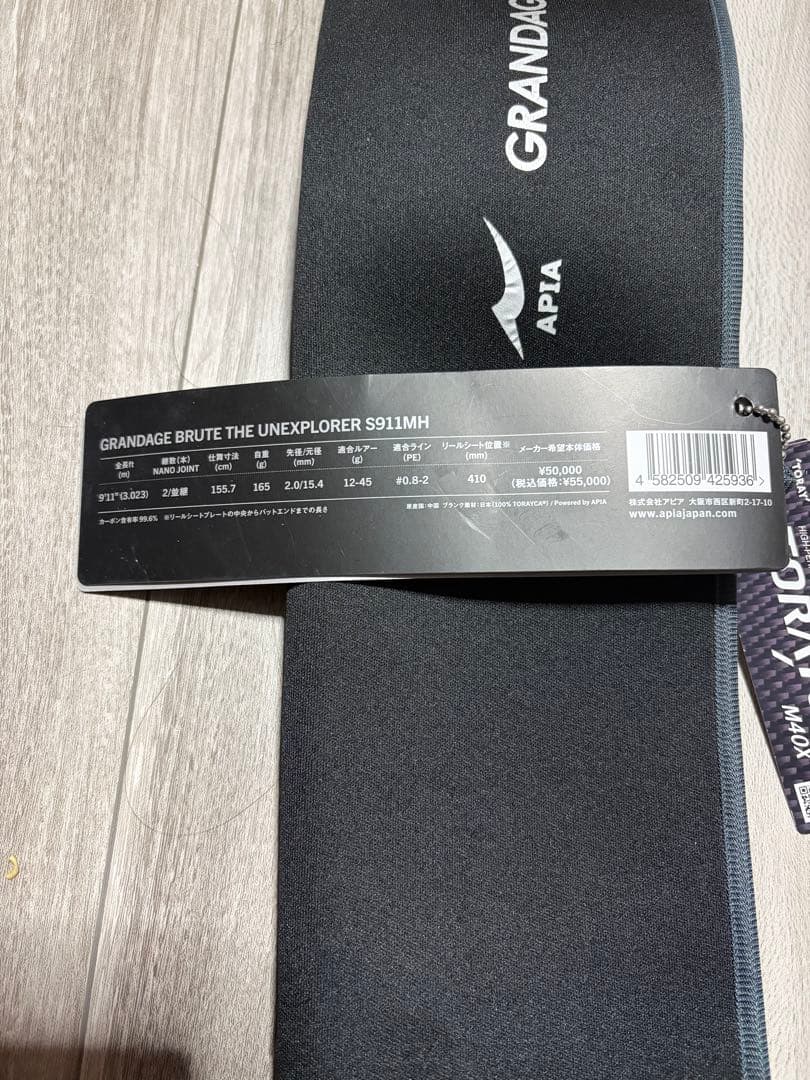 GRANDAG
APIA
GRANDAGE BRUTE THE UNEXPLORER S911MH
全長ft
(m)
継数(本)
NANO JOINT
仕舞寸法
(cm)
自重
(g)
先径/元径
(mm)
適合ルアー
(g)
適合ライン
(PE)
リールシート位置※
(mm)
メーカー希望本体価格
9'11"(3.023)
2/並継
155.7
165
2.0/15.4
12-45
#0.8-2
410
¥50,000
(税込価格:¥55,000)
カーボン含有率99.6% ※リールシートプレートの中央からバットエンドまでの長さ
原産国:中国 ブランク素材:日本(100% TORAYCA®) / Powered by APIA
4 582509 425936 >
株式会社アピア 大阪市西区新町2-17-10
www.apiajapan.com
TORAY
M40X